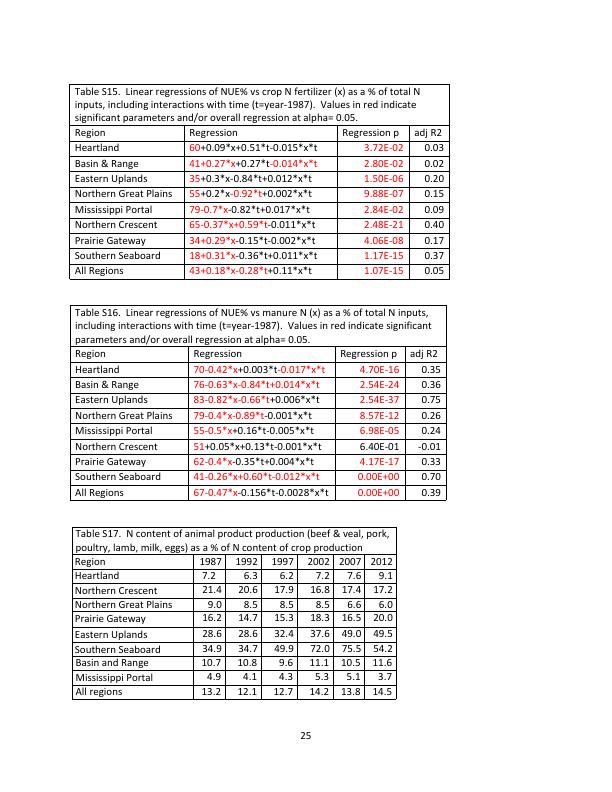 Table S15.  Linear regressions of NUE% vs crop N fertilizer (x) as a % of total N
inputs, including interactions with time (t=year-1987).  Values in red indicate
significant parameters and/or overall regression at alpha= 0.05.
Region Regression Regression p adj R2
Heartland 60+0.09*x+0.51*t-0.015*x*t 3.72E-02 0.03
Basin & Range 41+0.27*x+0.27*t-0.014*x*t 2.80E-02 0.02
Eastern Uplands 35+0.3*x-0.84*t+0.012*x*t 1.50E-06 0.20
Northern Great Plains 55+0.2*x-0.92*t+0.002*x*t 9.88E-07 0.15
Mississippi Portal 79-0.7*x-0.82*t+0.017*x*t 2.84E-02 0.09
Northern Crescent 65-0.37*x+0.59*t-0.011*x*t 2.48E-21 0.40
Prairie Gateway 34+0.29*x-0.15*t-0.002*x*t 4.06E-08 0.17
Southern Seaboard 18+0.31*x-0.36*t+0.011*x*t 1.17E-15 0.37
All Regions 43+0.18*x-0.28*t+0.11*x*t 1.07E-15 0.05
Table S16.  Linear regressions of NUE% vs manure N (x) as a % of total N inputs,
including interactions with time (t=year-1987).  Values in red indicate significant
parameters and/or overall regression at alpha= 0.05.
Region Regression Regression p adj R2
Heartland 70-0.42*x+0.003*t-0.017*x*t 4.70E-16 0.35
Basin & Range 76-0.63*x-0.84*t+0.014*x*t 2.54E-24 0.36
Eastern Uplands 83-0.82*x-0.66*t+0.006*x*t 2.54E-37 0.75
Northern Great Plains 79-0.4*x-0.89*t-0.001*x*t 8.57E-12 0.26
Mississippi Portal 55-0.5*x+0.16*t-0.005*x*t 6.98E-05 0.24
Northern Crescent 51+0.05*x+0.13*t-0.001*x*t 6.40E-01 -0.01
Prairie Gateway 62-0.4*x-0.35*t+0.004*x*t 4.17E-17 0.33
Southern Seaboard 41-0.26*x+0.60*t-0.012*x*t 0.00E+00 0.70
All Regions 67-0.47*x-0.156*t-0.0028*x*t 0.00E+00 0.39
Table S17.  N content of animal product production (beef & veal, pork,
poultry, lamb, milk, eggs) as a % of N content of crop production
Region 1987 1992 1997 2002 2007 2012
Heartland 7.2 6.3 6.2 7.2 7.6 9.1
Northern Crescent 21.4 20.6 17.9 16.8 17.4 17.2
Northern Great Plains 9.0 8.5 8.5 8.5 6.6 6.0
Prairie Gateway 16.2 14.7 15.3 18.3 16.5 20.0
Eastern Uplands 28.6 28.6 32.4 37.6 49.0 49.5
Southern Seaboard 34.9 34.7 49.9 72.0 75.5 54.2
Basin and Range 10.7 10.8 9.6 11.1 10.5 11.6
Mississippi Portal 4.9 4.1 4.3 5.3 5.1 3.7
All regions 13.2 12.1 12.7 14.2 13.8 14.5
25